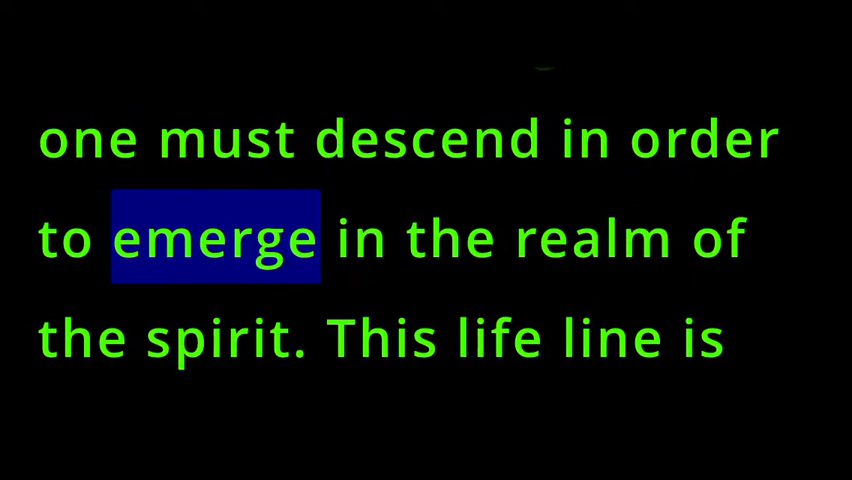 one must descend in order
to emerge in the realm of
the spirit. This life line is